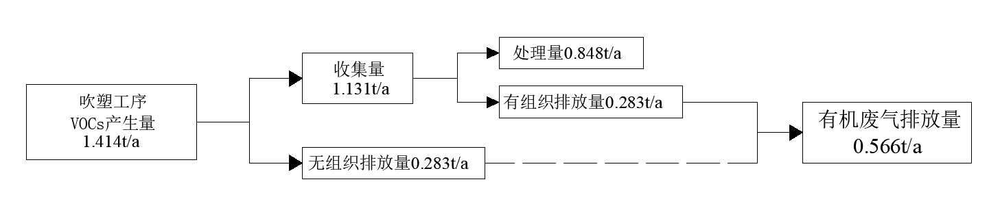 吹塑工序
VOCs产生量
1.414t/a
收集量
1.131t/a
处理量0.848t/a
有组织排放量0.283t/a
无组织排放量0.283t/a
有机废气排放量
0.566t/a